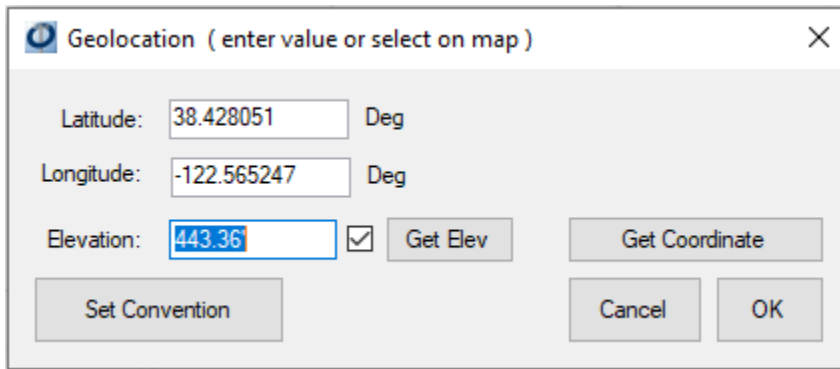 Geolocation ( enter value or select on map )
Latitude: 38.428051 Deg
Longitude: -122.565247 Deg
Elevation: 443.36' Get Elev Get Coordinate
Set Convention Cancel OK